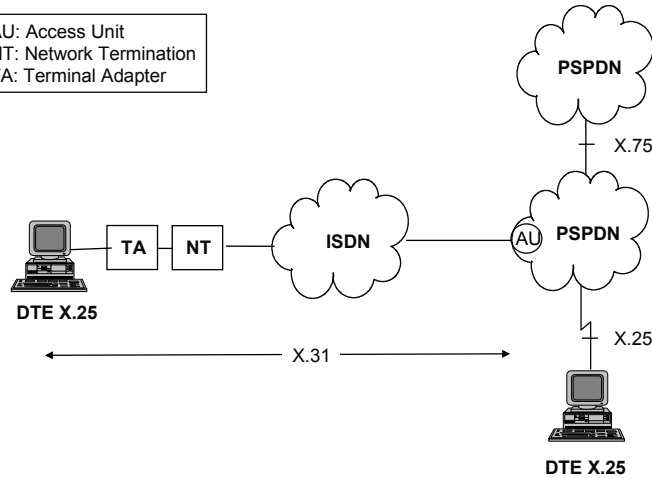 AU: Access Unit
NT: Network Termination
TA: Terminal Adapter
PSPDN
X.75
TA
NT
ISDN
AU
PSPDN
DTE X.25
X.25
X.31
DTE X.25